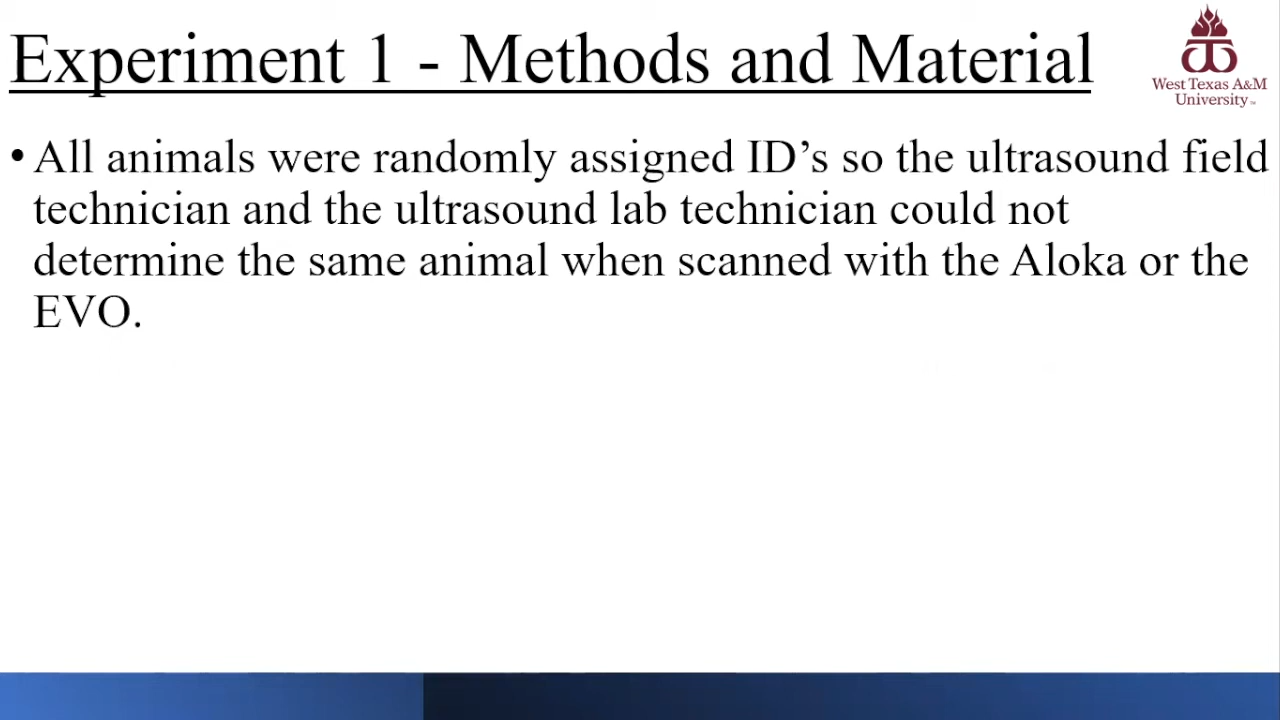 Experiment 1 - Methods and Material
West Texas A&M
University™
• All animals were randomly assigned ID’s so the ultrasound field
technician and the ultrasound lab technician could not
determine the same animal when scanned with the Aloka or the
EVO.